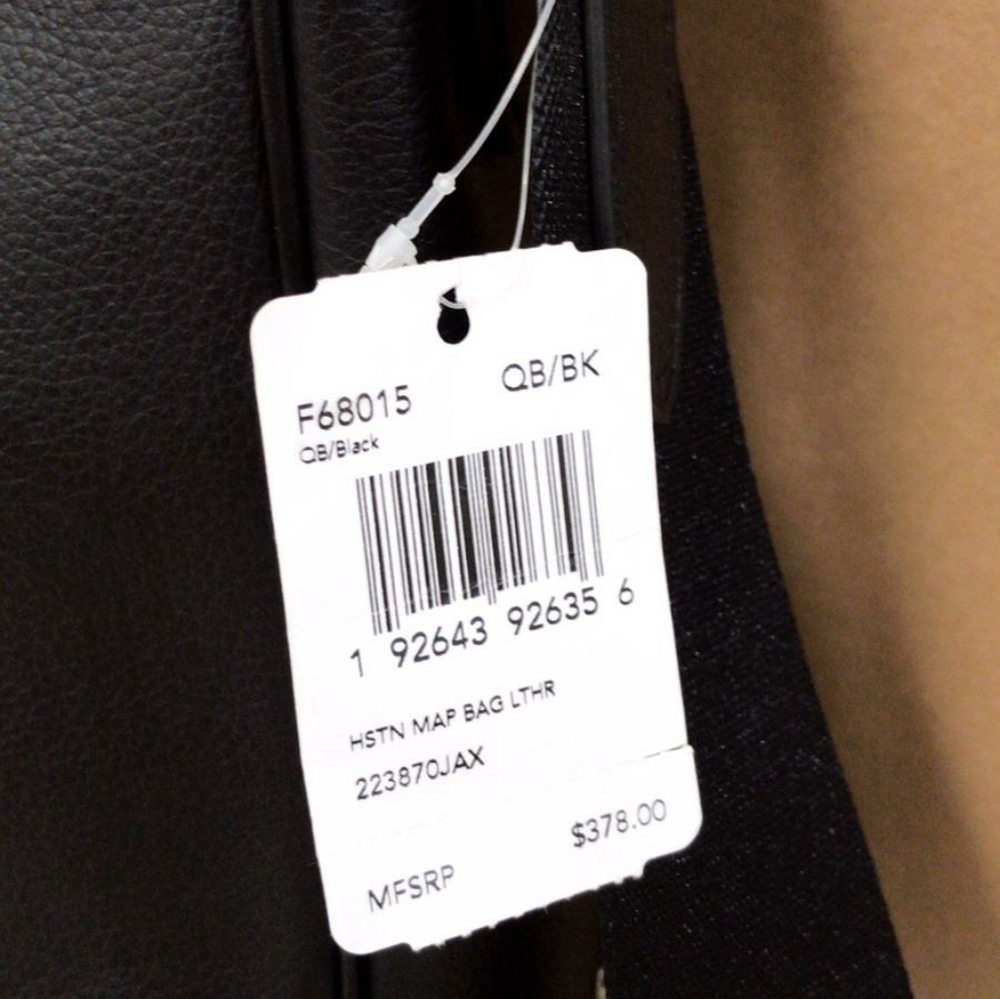 F68015 QB/BK
QB/Black
1 92643 92635 6
HSTN MAP BAG LTHR
223870JAX
$378.00
MFSRP